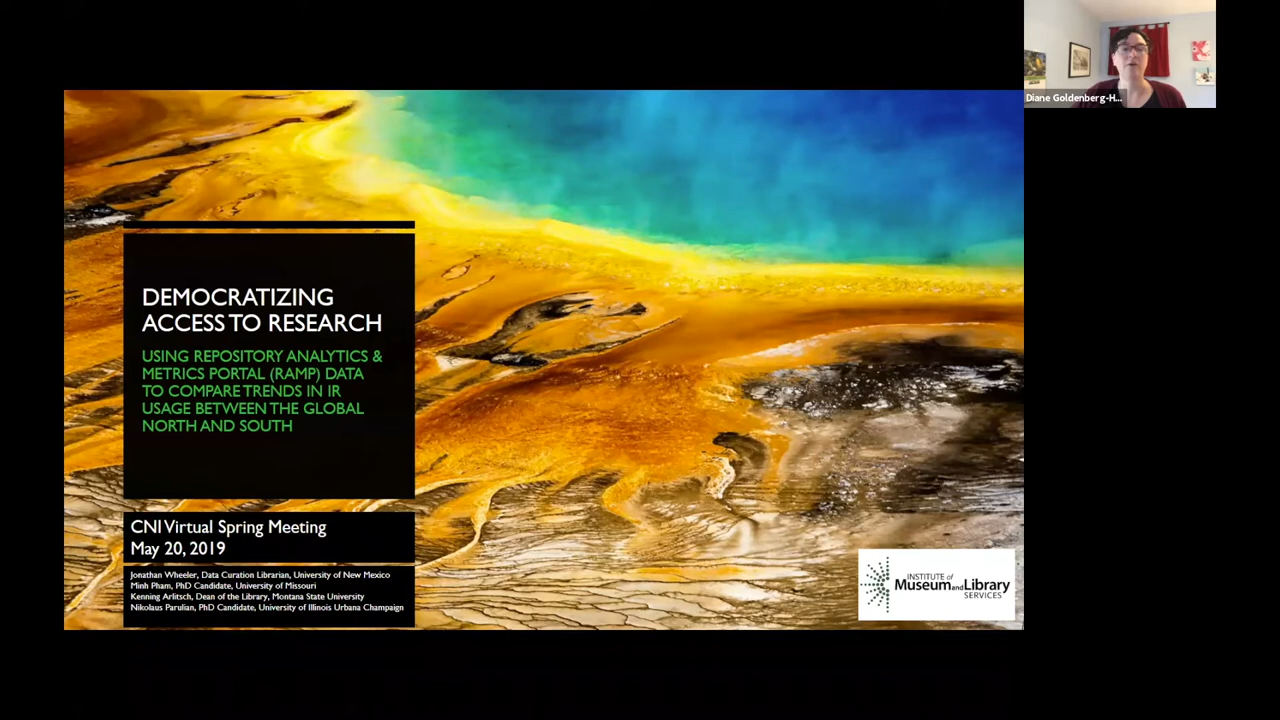 Diane Goldenberg-H...
DEMOCRATIZING
ACCESS TO RESEARCH
USING REPOSITORY ANALYTICS &
METRICS PORTAL (RAMP) DATA
TO COMPARE TRENDS IN IR
USAGE BETWEEN THE GLOBAL
NORTH AND SOUTH
CNI Virtual Spring Meeting
May 20, 2019
Jonathan Wheeler, Data Curation Librarian, University of New Mexico
Minh Pham, PhD Candidate, University of Missouri
Kenning Arlitsch, Dean of the Library, Montana State University
Nikolaus Parulian, PhD Candidate, University of Illinois Urbana Champaign
INSTITUTE of
Museum and Library
SERVICES